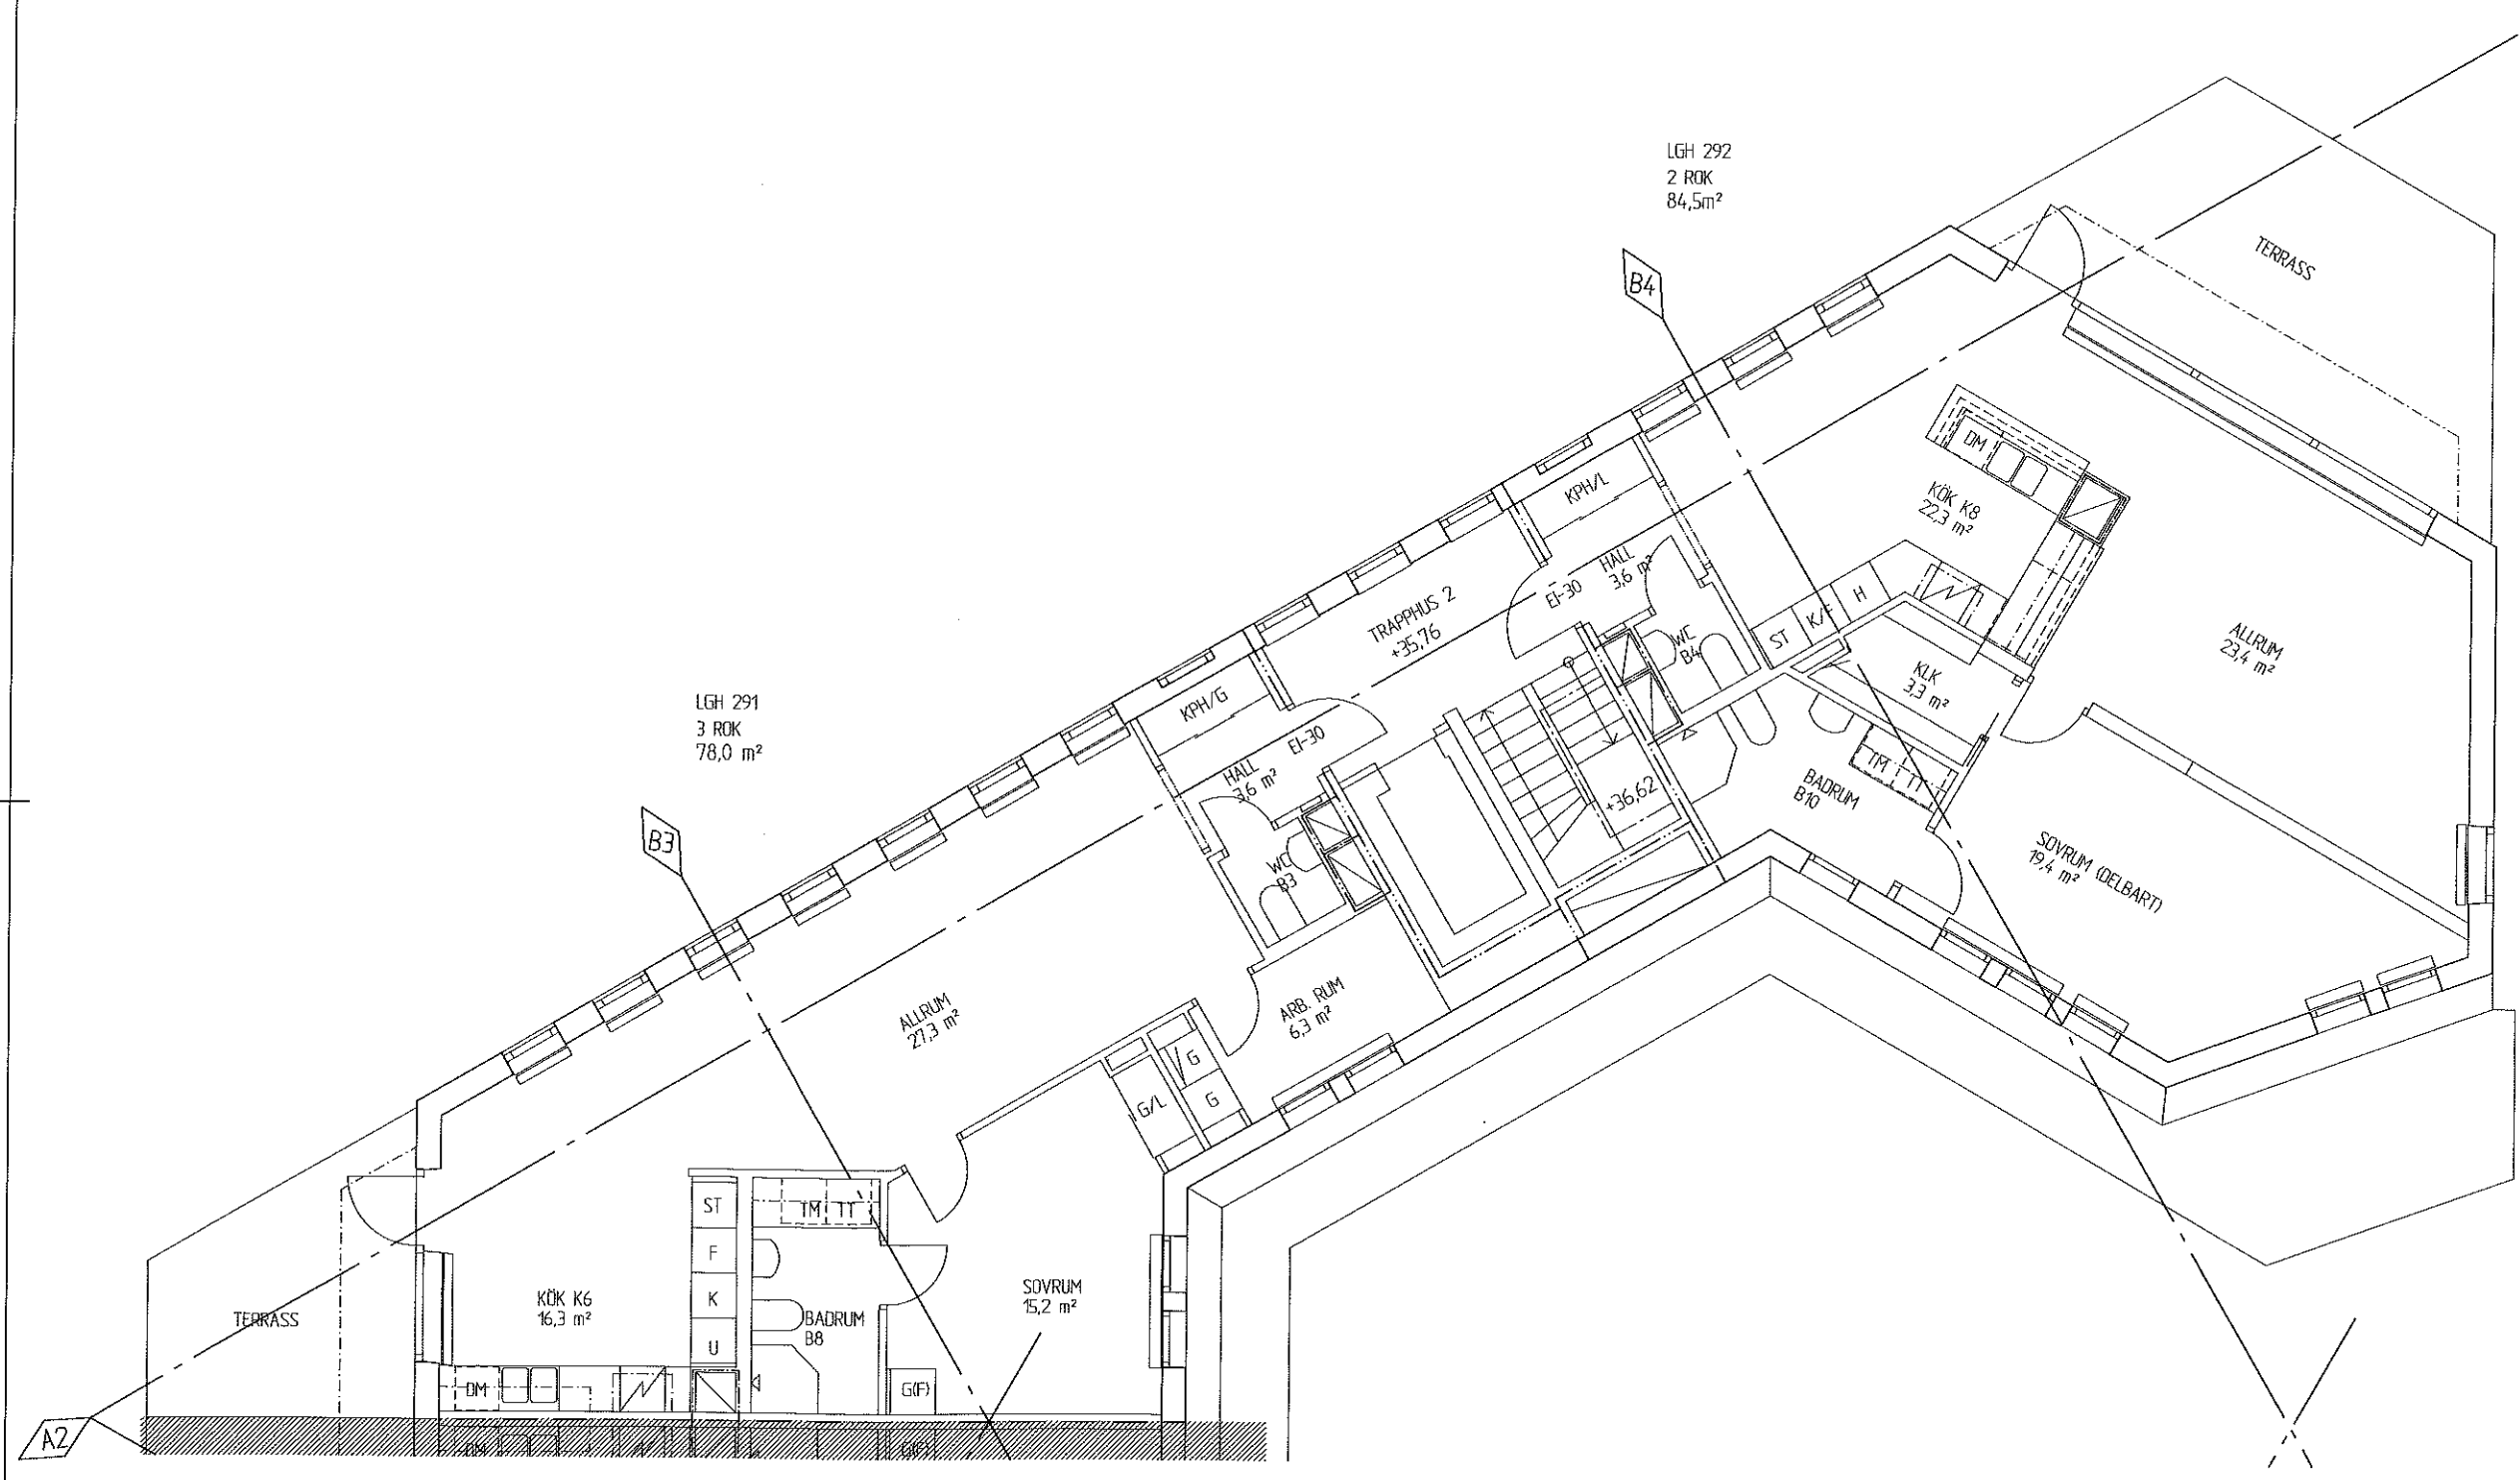 LGH 292
2 ROK
84,5m²
TERRASS
B4
DM
KÖK K8
22,3 m²
KPH/L
HALL
3,6 m²
EI-30
TRAPPHUS 2
+35,76
WC
B4
ST
K/F
H
KLK
3,3 m²
ALLRUM
23,4 m²
LGH 291
3 ROK
78,0 m²
KPH/G
EI-30
HALL
3,6 m²
+36,62
BADRUM
B10
TM
TT
SOVRUM (DELBART)
19,4 m²
B3
WC
B3
ALLRUM
27,3 m²
ARB. RUM
6,3 m²
G
G
G/L
ST
F
K
U
TM
TT
KÖK K6
16,3 m²
BADRUM
B8
SOVRUM
15,2 m²
TERRASS
DM
G(F)
A2
DM
G(F)